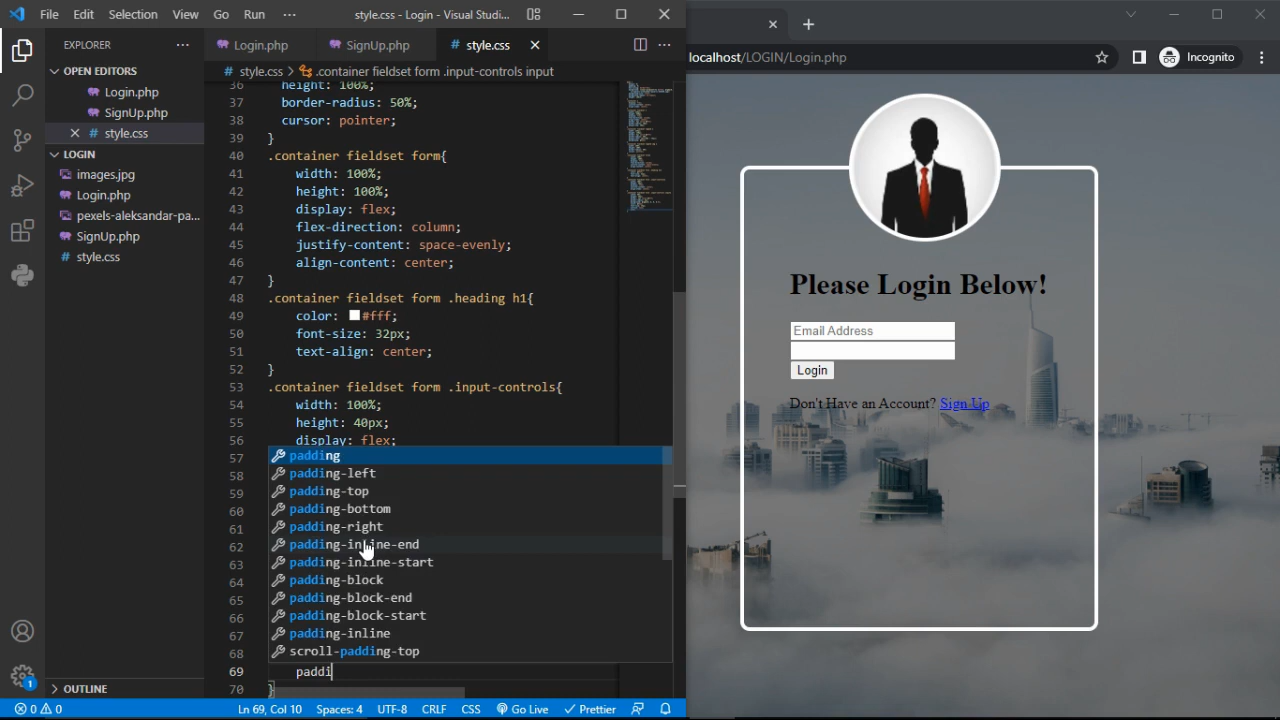 File Edit Selection View Go Run ··· style.css - Login - Visual Studi...
EXPLORER ···
OPEN EDITORS
Login.php
SignUp.php
# style.css
LOGIN
images.jpg
Login.php
pexels-aleksandar-pa...
SignUp.php
# style.css
OUTLINE
Login.php SignUp.php # style.css
# style.css > .container fieldset form .input-controls input
36 height: 100%;
37 border-radius: 50%;
38 cursor: pointer;
39 }
40 .container fieldset form{
41 width: 100%;
42 height: 100%;
43 display: flex;
44 flex-direction: column;
45 justify-content: space-evenly;
46 align-content: center;
47 }
48 .container fieldset form .heading h1{
49 color: #fff;
50 font-size: 32px;
51 text-align: center;
52 }
53 .container fieldset form .input-controls{
54 width: 100%;
55 height: 40px;
56 display: flex;
57 padding
58 padding-left
59 padding-top
60 padding-bottom
61 padding-right
62 padding-inline-end
63 padding-inline-start
64 padding-block
65 padding-block-end
66 padding-block-start
67 padding-inline
68 scroll-padding-top
69 paddi
70 }
0 0 Ln 69, Col 10 Spaces: 4 UTF-8 CRLF CSS Go Live Prettier
1
localhost/LOGIN/Login.php Incognito
Please Login Below!
Email Address
Login
Don't Have an Account? Sign Up